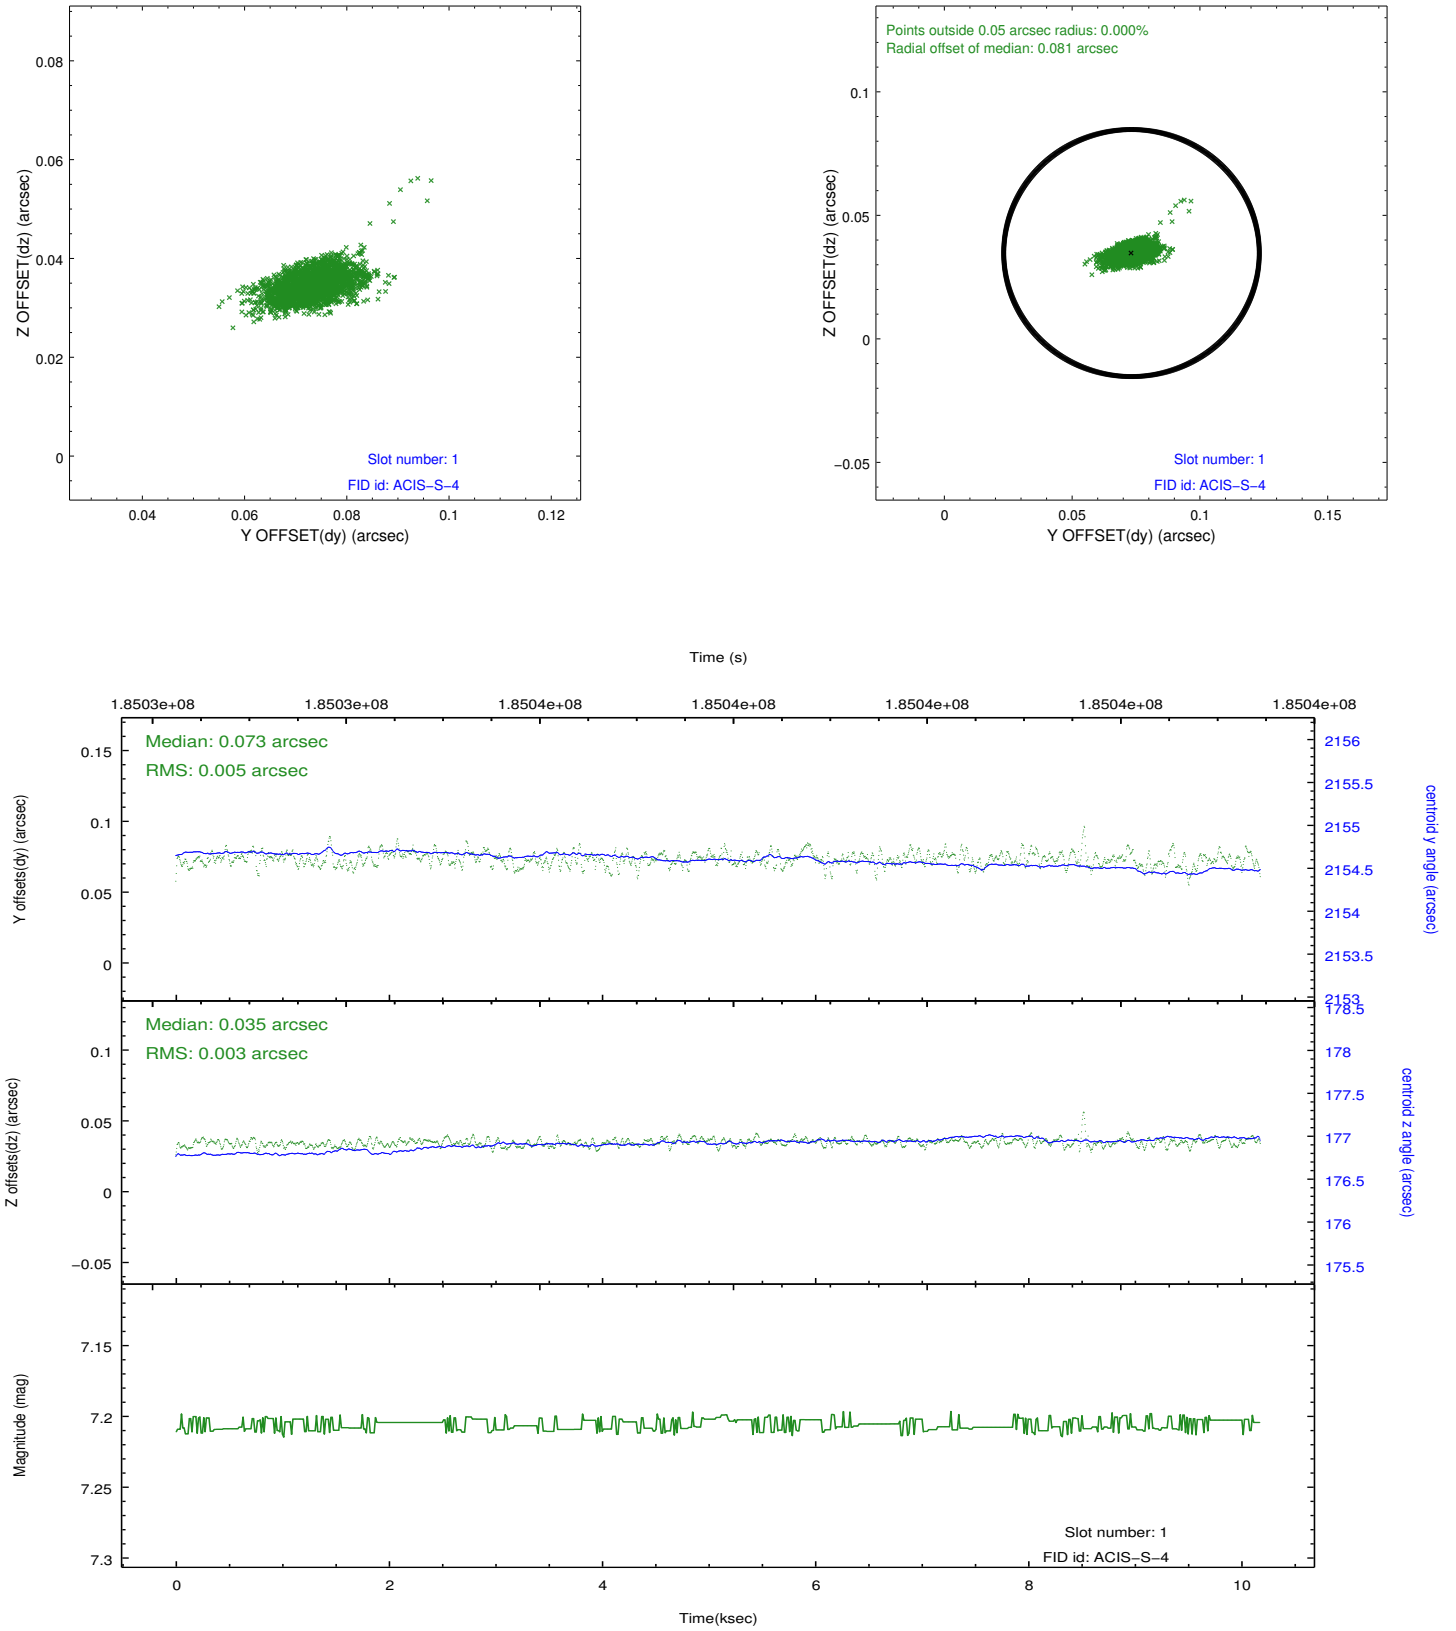 0.08
0.06
0.04
0.02
0
Z OFFSET(dz) (arcsec)
Slot number: 1
FID id: ACIS−S−4
0.04
0.06
0.08
0.1
0.12
Y OFFSET(dy) (arcsec)
Points outside 0.05 arcsec radius: 0.000%
Radial offset of median: 0.081 arcsec
0.1
0.05
0
−0.05
Z OFFSET(dz) (arcsec)
Slot number: 1
FID id: ACIS−S−4
0
0.05
0.1
0.15
Y OFFSET(dy) (arcsec)
Time (s)
1.8503e+08
1.8503e+08
1.8504e+08
1.8504e+08
1.8504e+08
1.8504e+08
1.8504e+08
Median: 0.073 arcsec
RMS: 0.005 arcsec
0.15
0.1
0.05
0
Y offsets(dy) (arcsec)
2156
2155.5
2155
2154.5
2154
2153.5
2153
centroid y angle (arcsec)
Median: 0.035 arcsec
RMS: 0.003 arcsec
0.1
0.05
0
−0.05
Z offsets(dz) (arcsec)
178.5
178
177.5
177
176.5
176
175.5
centroid z angle (arcsec)
7.15
7.2
7.25
7.3
Magnitude (mag)
Slot number: 1
FID id: ACIS−S−4
0
2
4
6
8
10
Time(ksec)